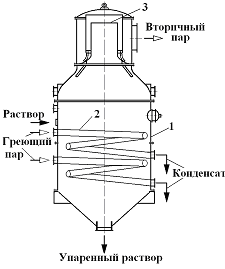 3
Вторичный
пар
Раствор
2
1
Греющий
пар
Конденсат
Упаренный раствор